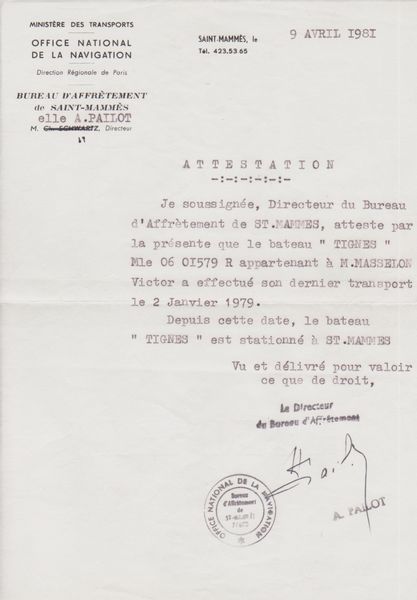 MINISTÈRE DES TRANSPORTS
OFFICE NATIONAL
DE LA NAVIGATION
Direction Régionale de Paris
BUREAU D'AFFRÈTEMENT
de SAINT-MAMMÈS
elle A.PAILOT
M. Ch. SCHWARTZ, Directeur
SAINT-MAMMÈS, le 9 AVRIL 1981
Tél. 423.53 65
ATTESTATION
-:-:-:-:-:-
Je soussignée, Directeur du Bureau
d'Affrètement de ST.MAMMES, atteste par
la présente que le bateau " TIGNES "
Mle 06 01579 R appartenant à M.MASSELON
Victor a effectué son dernier transport
le 2 Janvier 1979.
Depuis cette date, le bateau
" TIGNES " est stationné à ST.MAMMES
Vu et délivré pour valoir
ce que de droit,
Le Directeur
du Bureau d'Affrètement
OFFICE NATIONAL DE LA NAVIGATION
Bureau
d'Affrètement
de
ST-MAMMÈS
A. PAILOT